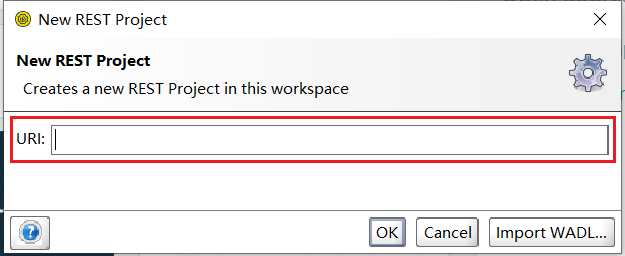 New REST Project
New REST Project
Creates a new REST Project in this workspace
URI:
OK Cancel Import WADL...